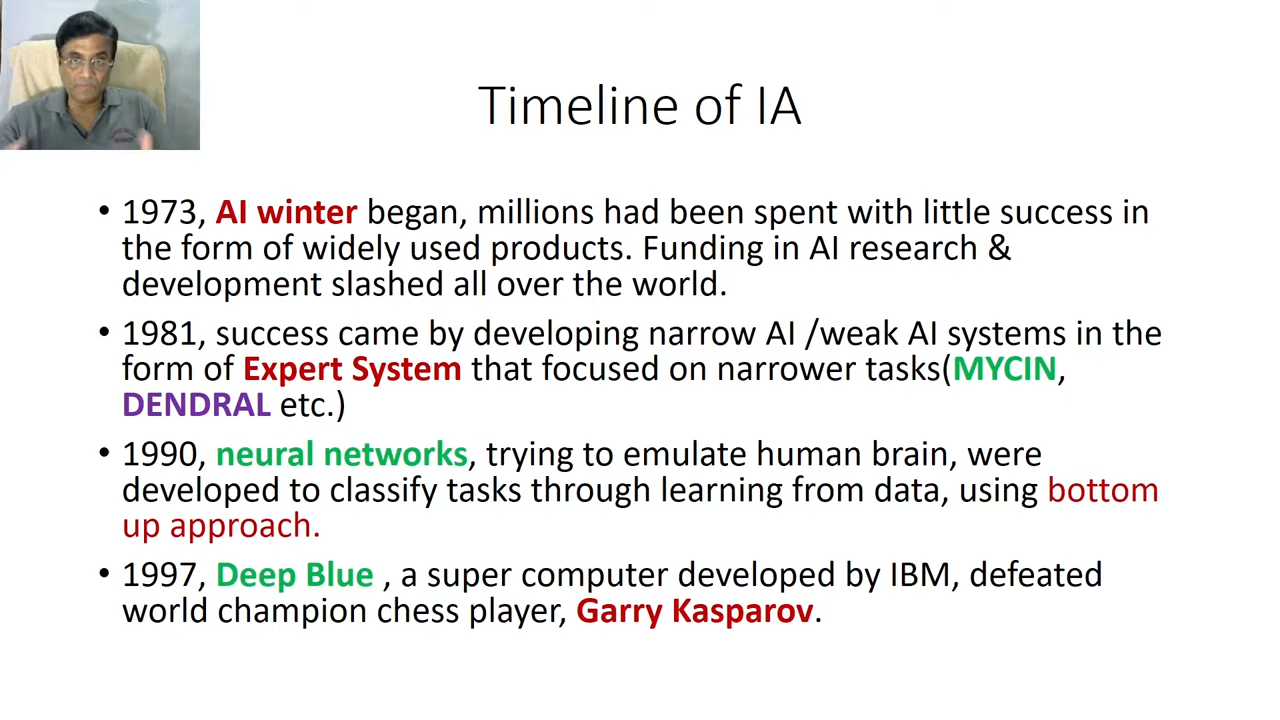 Timeline of IA
• 1973, AI winter began, millions had been spent with little success in
the form of widely used products. Funding in AI research &
development slashed all over the world.
• 1981, success came by developing narrow AI /weak AI systems in the
form of Expert System that focused on narrower tasks(MYCIN,
DENDRAL etc.)
• 1990, neural networks, trying to emulate human brain, were
developed to classify tasks through learning from data, using bottom
up approach.
• 1997, Deep Blue , a super computer developed by IBM, defeated
world champion chess player, Garry Kasparov.